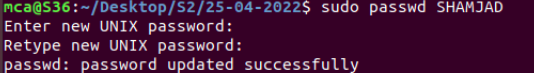 mca@S36:~/Desktop/S2/25-04-2022$ sudo passwd SHAMJAD
Enter new UNIX password:
Retype new UNIX password:
passwd: password updated successfully